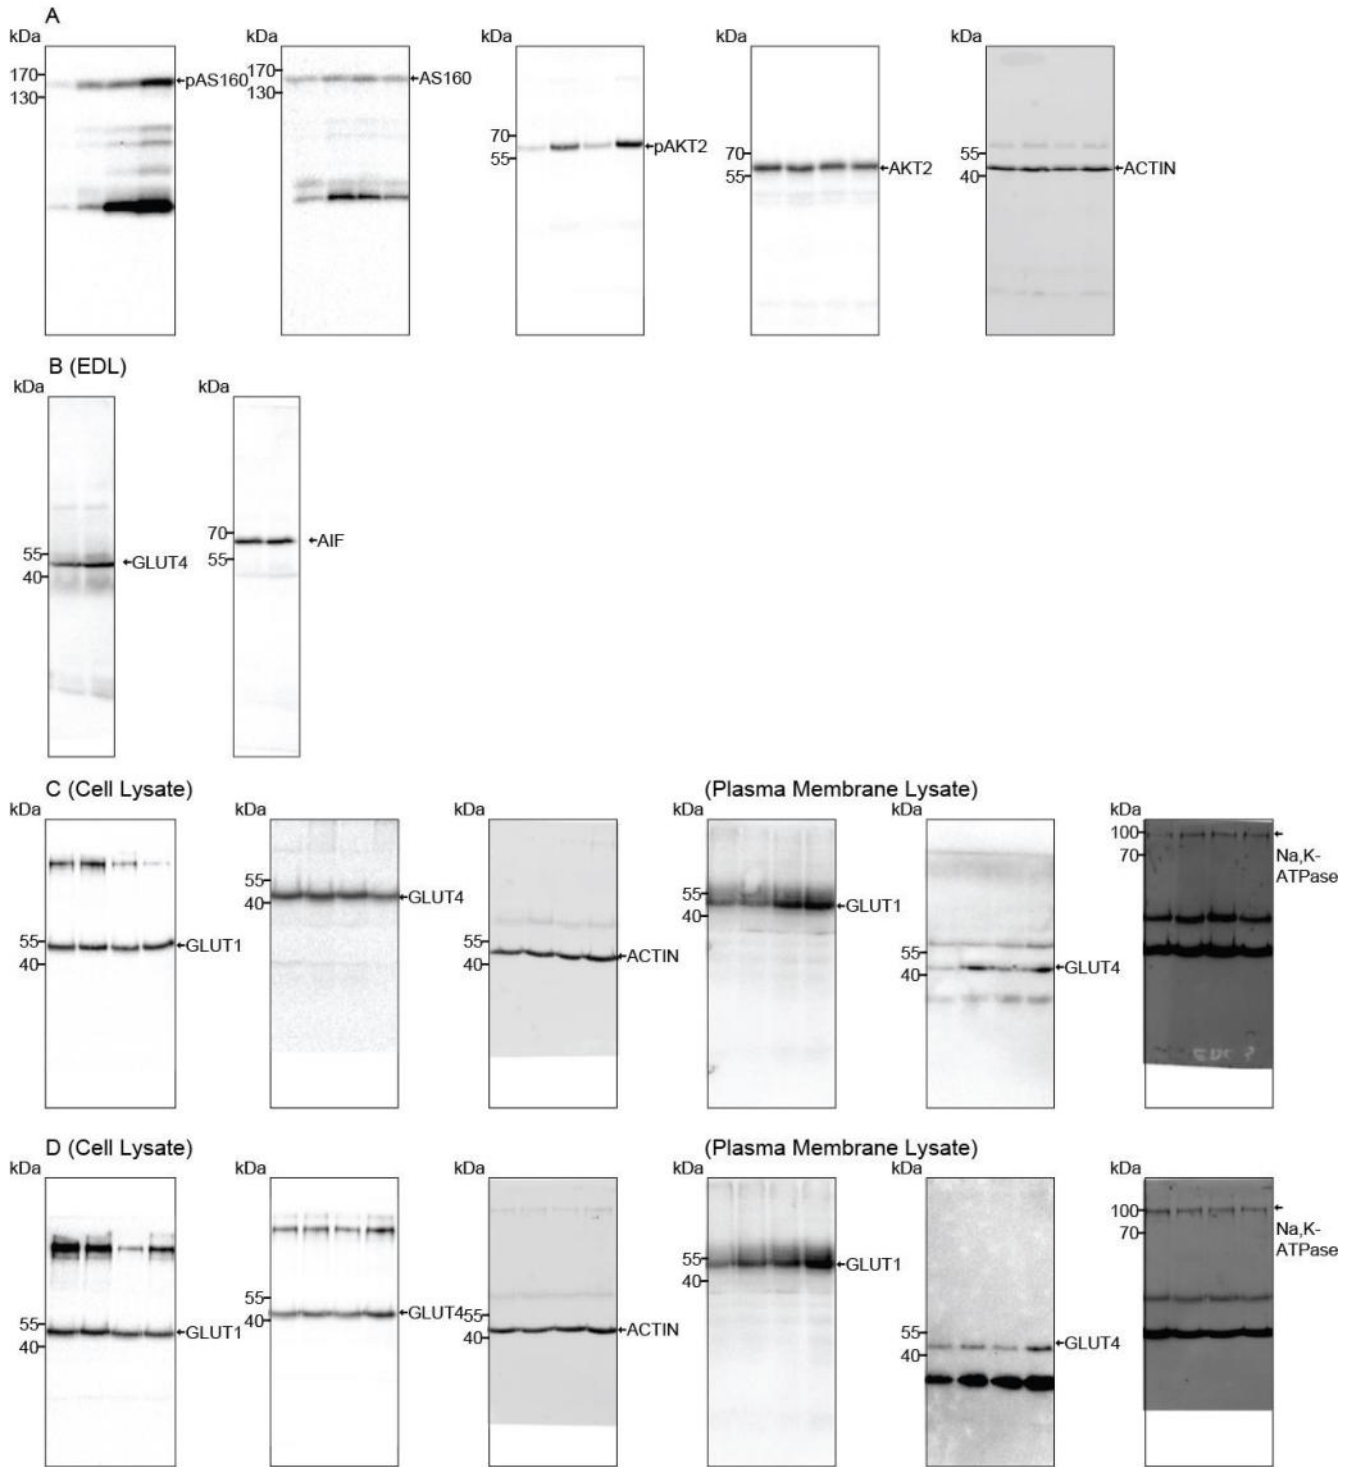 A
kDa kDa kDa kDa kDa
170 130 pAS160 170 130 AS160 70 55 pAKT2 70 55 AKT2 55 40 ACTIN
B (EDL)
kDa kDa
55 40 GLUT4 70 55 AIF
C (Cell Lysate) (Plasma Membrane Lysate)
kDa kDa kDa kDa kDa kDa
55 40 GLUT1 55 40 GLUT4 55 40 ACTIN 55 40 GLUT1 55 40 GLUT4 100 70 Na,K-
ATPase
D (Cell Lysate) (Plasma Membrane Lysate)
kDa kDa kDa kDa kDa kDa
55 40 GLUT1 55 40 GLUT4 55 40 ACTIN 55 40 GLUT1 55 40 GLUT4 100 70 Na,K-
ATPase